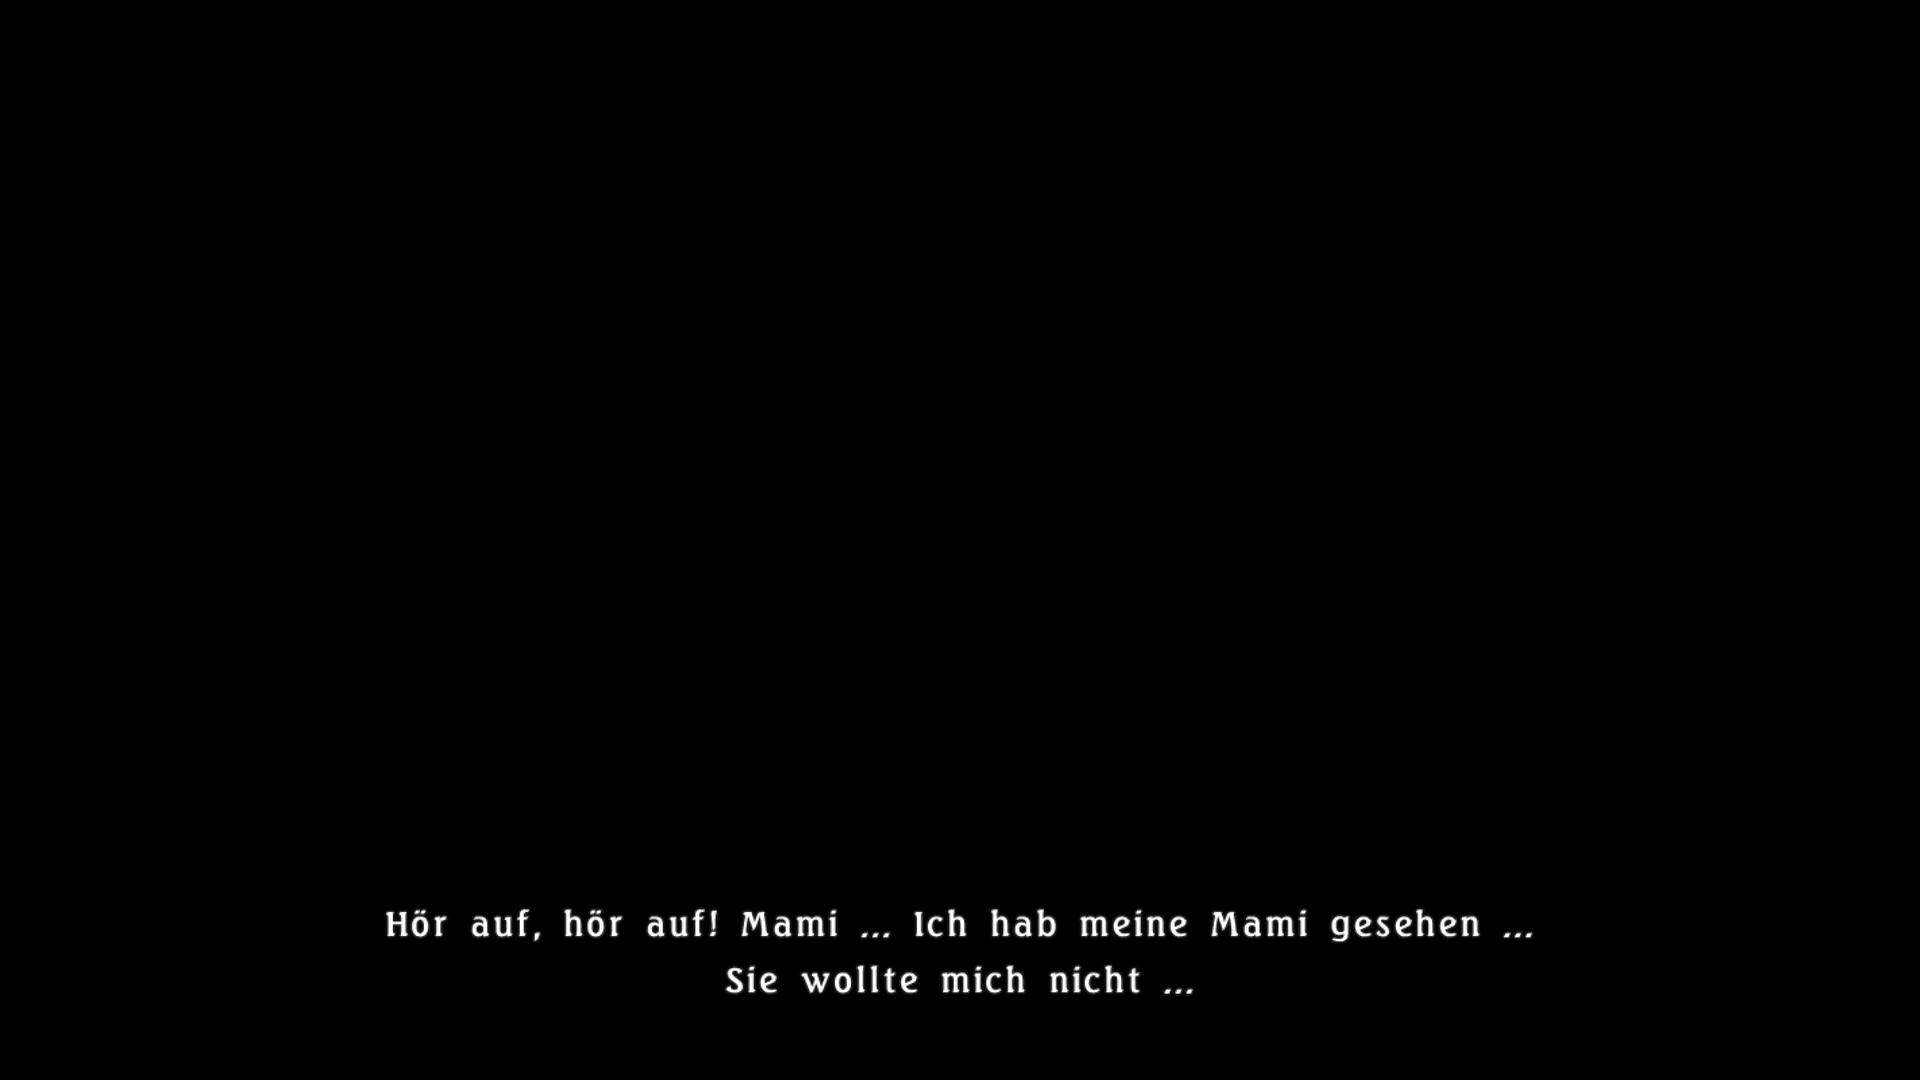 Hör auf, hör auf! Mami ... Ich hab meine Mami gesehen ...
Sie wollte mich nicht ...